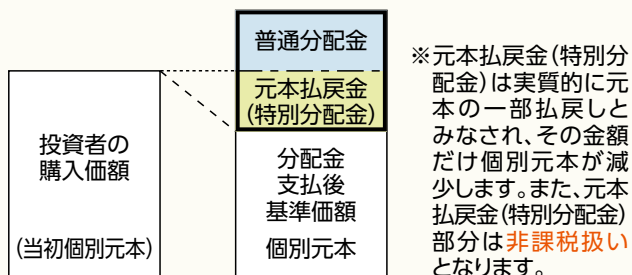 投資者の
購入価額
(当初個別元本)
普通分配金
元本払戻金
(特別分配金)
分配金
支払後
基準価額
個別元本
※元本払戻金(特別分
配金)は実質的に元
本の一部払戻しと
みなされ、その金額
だけ個別元本が減
少します。また、元本
払戻金(特別分配金)
部分は非課税扱い
となります。